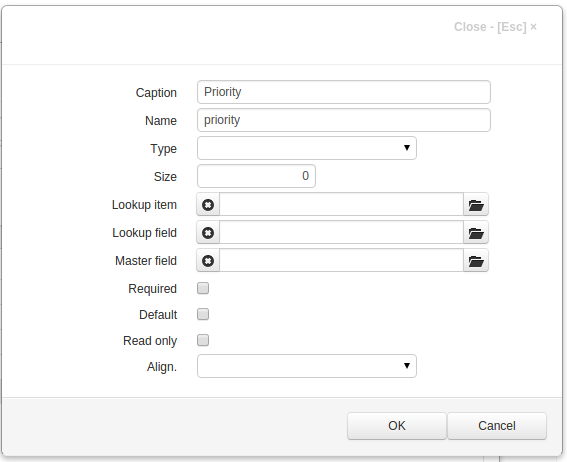 Close - [Esc] ×
Caption Priority
Name priority
Type
Size 0
Lookup item
Lookup field
Master field
Required
Default
Read only
Align.
OK Cancel